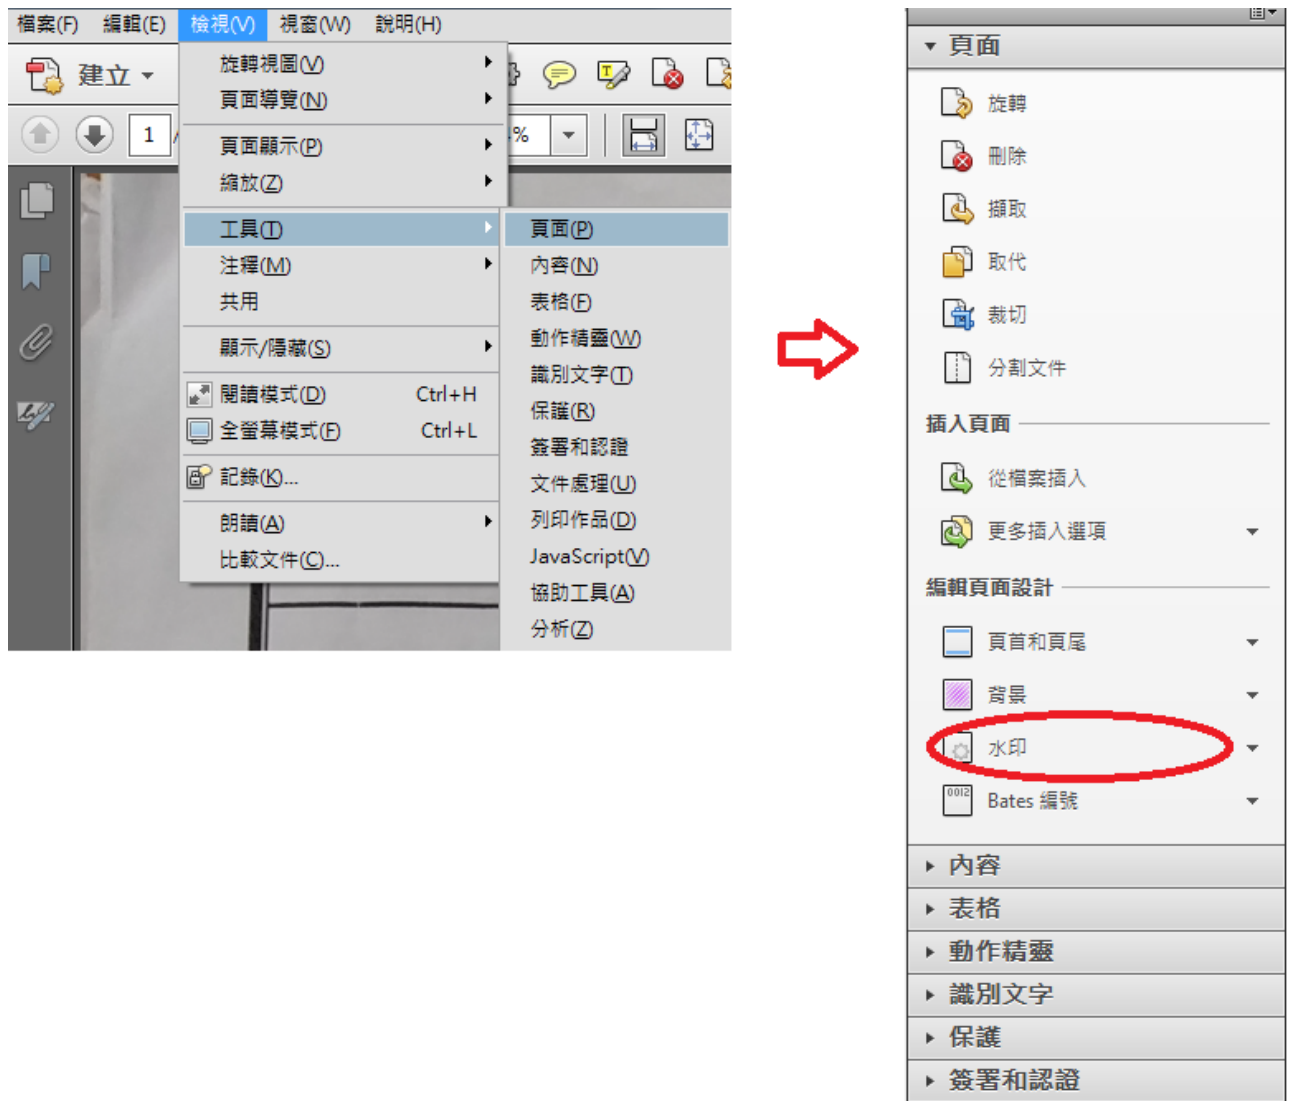 檔案(F) 編輯(E) 檢視(V) 視窗(W) 說明(H)
建立
1
%
旋轉視圖(V)
頁面導覽(N)
頁面顯示(P)
縮放(Z)
工具(T)
注釋(M)
共用
顯示/隱藏(S)
閱讀模式(D) Ctrl+H
全螢幕模式(F) Ctrl+L
記錄(K)...
朗讀(A)
比較文件(C)...
頁面(P)
內容(N)
表格(F)
動作精靈(W)
識別文字(T)
保護(R)
簽署和認證
文件處理(U)
列印作品(D)
JavaScript(V)
協助工具(A)
分析(Z)
頁面
旋轉
刪除
擷取
取代
裁切
分割文件
插入頁面
從檔案插入
更多插入選項
編輯頁面設計
頁首和頁尾
背景
水印
0012
Bates 編號
內容
表格
動作精靈
識別文字
保護
簽署和認證